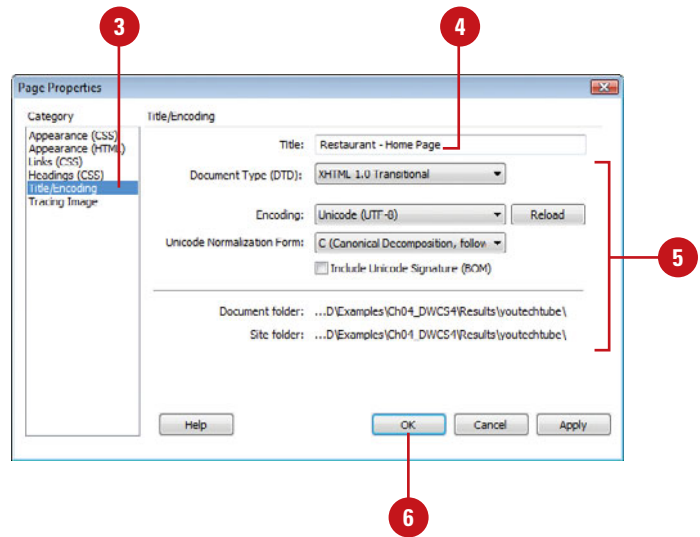 3
4
Page Properties
Category
Appearance (CSS)
Appearance (HTML)
Links (CSS)
Headings (CSS)
Title/Encoding
Tracing Image
Title/Encoding
Title: Restaurant - Home Page
Document Type (DTD): XHTML 1.0 Transitional
Encoding: Unicode (UTF-8) Reload
Unicode Normalization Form: C (Canonical Decomposition, follow
Include Unicode Signature (BOM)
5
Document folder: ...D\Examples\Ch04_DWCS4\Results\youtechtube\
Site folder: ...D\Examples\Ch04_DWCS4\Results\youtechtube\
Help OK Cancel Apply
6